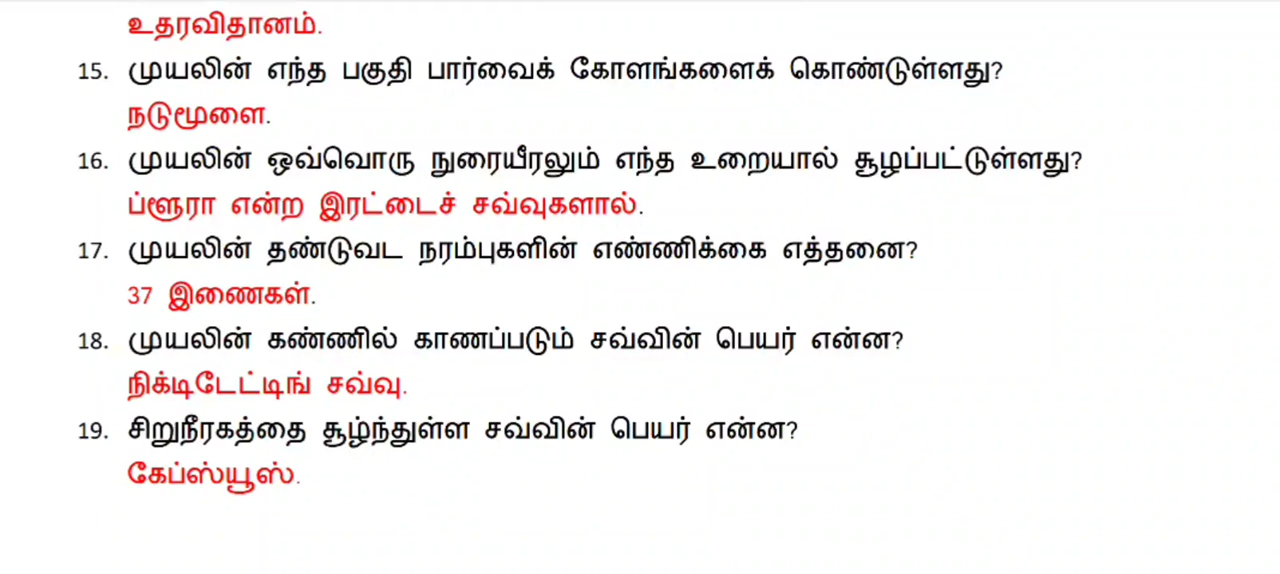 உதரவிதானம்.
15. முயலின் எந்த பகுதி பார்வைக் கோளங்களைக் கொண்டுள்ளது?
நடுமூளை.
16. முயலின் ஒவ்வொரு நுரையீரலும் எந்த உறையால் சூழப்பட்டுள்ளது?
ப்ளூரா என்ற இரட்டைச் சவ்வுகளால்.
17. முயலின் தண்டுவட நரம்புகளின் எண்ணிக்கை எத்தனை?
37 இணைகள்.
18. முயலின் கண்ணில் காணப்படும் சவ்வின் பெயர் என்ன?
நிக்டிடேட்டிங் சவ்வு.
19. சிறுநீரகத்தை சூழ்ந்துள்ள சவ்வின் பெயர் என்ன?
கேப்ஸ்யூஸ்.